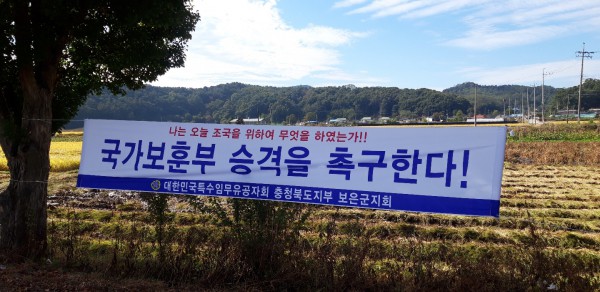 나는 오늘 조국을 위하여 무엇을 하였는가!!
국가보훈부 승격을 촉구한다!
대한민국특수임무유공자회 충청북도지부 보은군지회